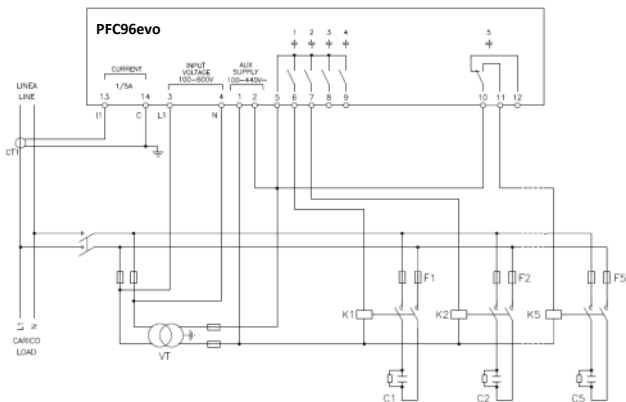 PFC96evo
1 2 3 4 5
CURRENT
1/5A
INPUT
VOLTAGE
100-600V
AUX
SUPPLY
100-440V~
LINEA
LINE
13 14 3 4 1 2 5 6 7 8 9 10 11 12
I1 C L1 N
CT1
F1 F2 F5
K1 K2 K5
L1 N
CARICO
LOAD
VT
C1 C2 C5